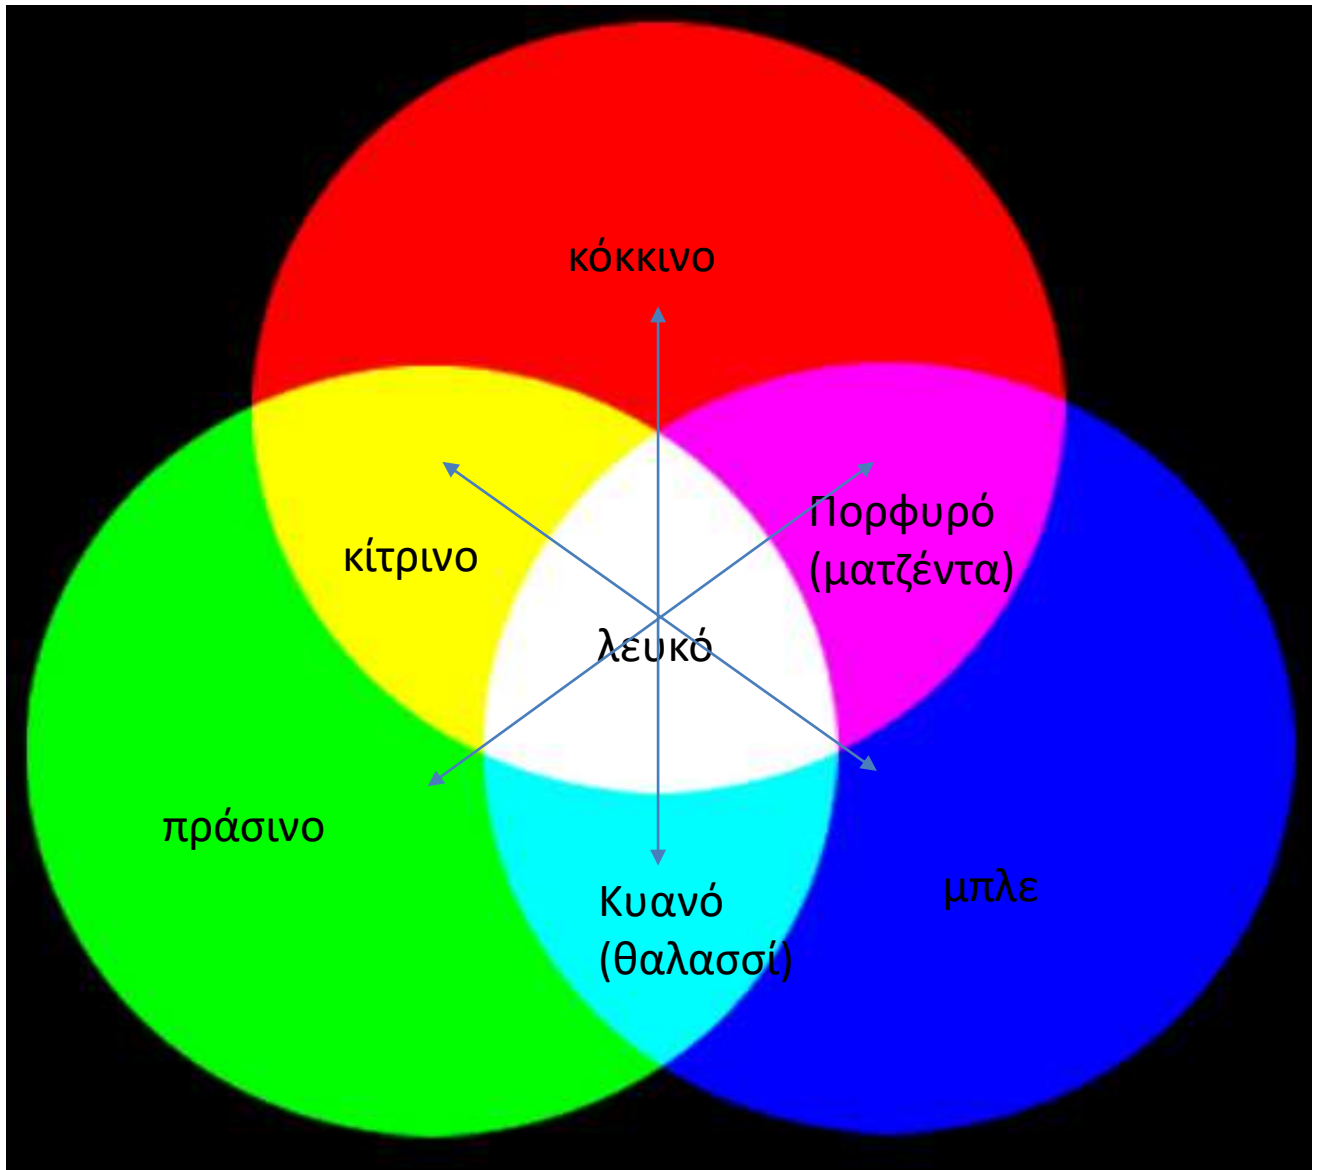 κόκκινο
κίτρινο
Πορφυρό
(ματζέντα)
λευκό
πράσινο
Κυανό
(θαλασσί)
μπλε